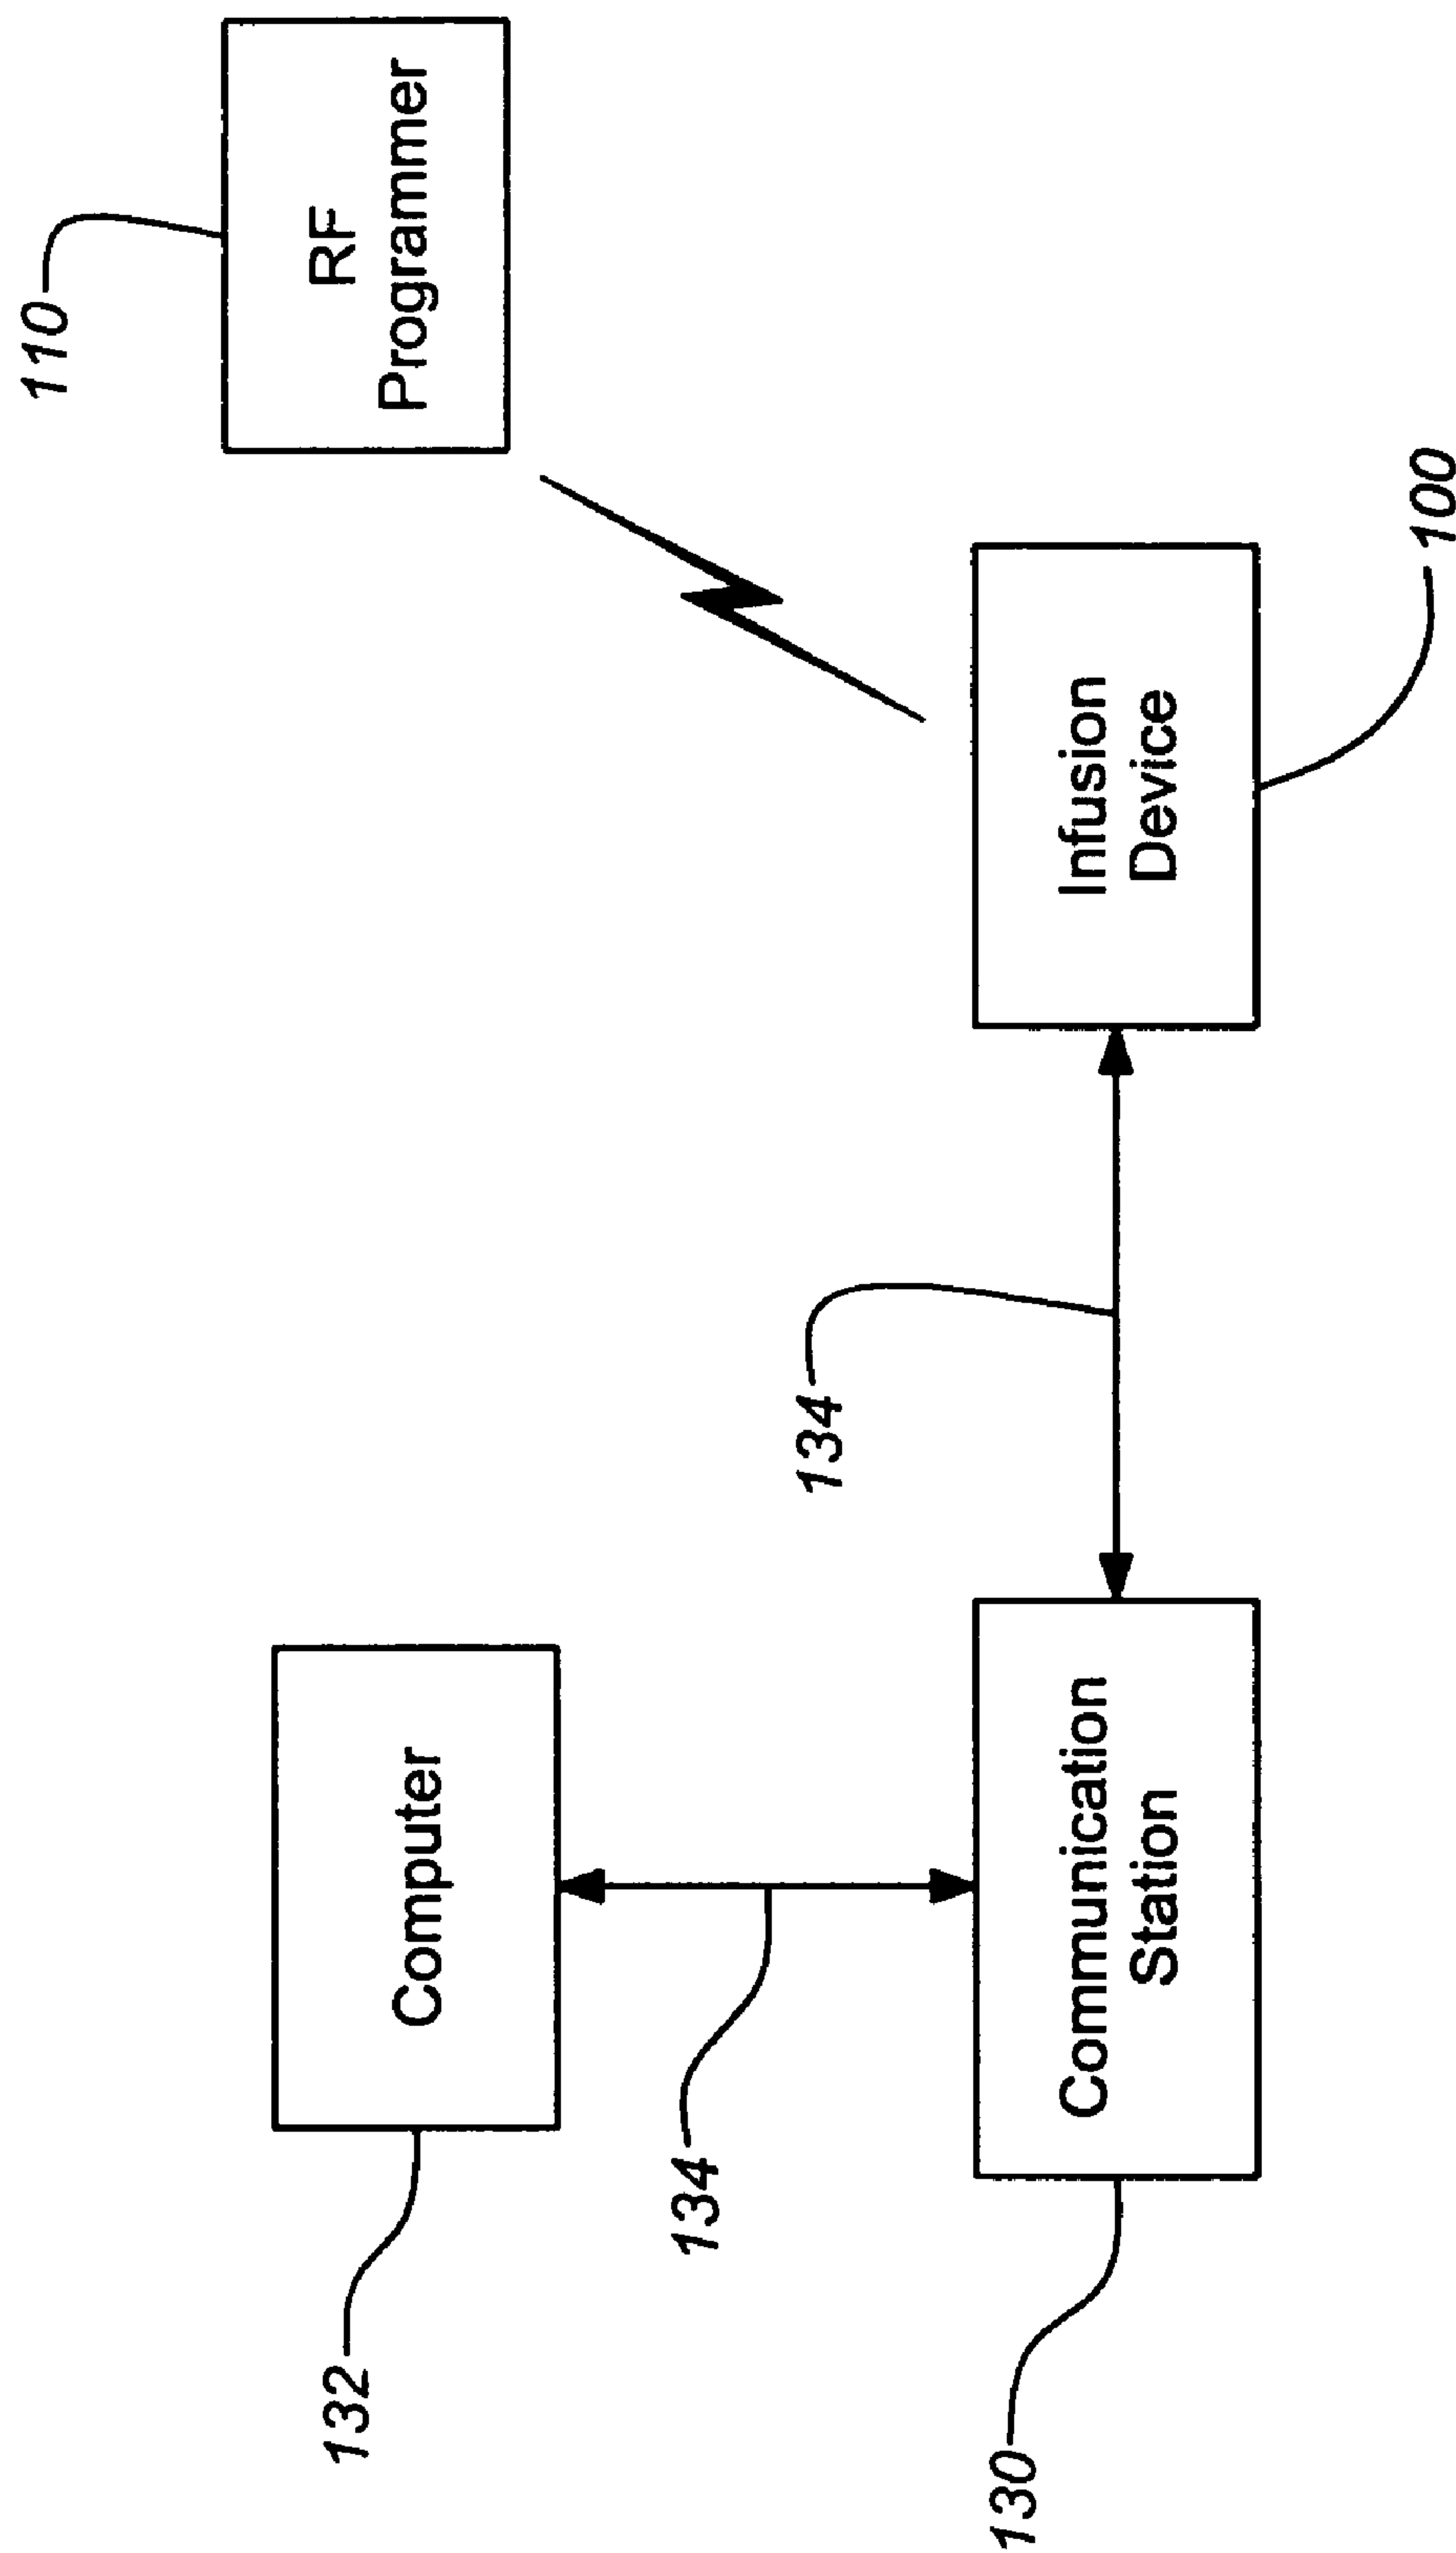 110
132
Computer
RF
Programmer
134
134
130
Communication
Station
Infusion
Device
100